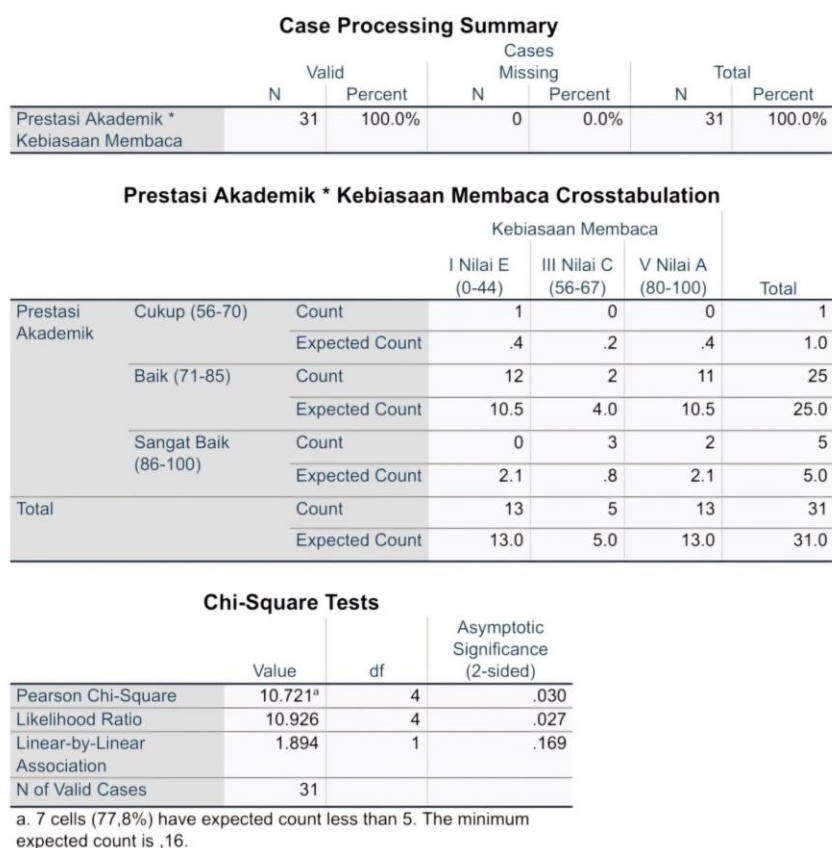 Case Processing Summary
Cases
Valid Missing Total
N Percent N Percent N Percent
Prestasi Akademik * 31 100.0% 0 0.0% 31 100.0%
Kebiasaan Membaca
Prestasi Akademik * Kebiasaan Membaca Crosstabulation
Kebiasaan Membaca
I Nilai E III Nilai C V Nilai A
(0-44) (56-67) (80-100) Total
Prestasi Cukup (56-70) Count 1 0 0 1
Akademik
Expected Count .4 .2 .4 1.0
Baik (71-85) Count 12 2 11 25
Expected Count 10.5 4.0 10.5 25.0
Sangat Baik Count 0 3 2 5
(86-100)
Expected Count 2.1 .8 2.1 5.0
Total Count 13 5 13 31
Expected Count 13.0 5.0 13.0 31.0
Chi-Square Tests
Asymptotic
Significance
Value df (2-sided)
Pearson Chi-Square 10.721ᵃ 4 .030
Likelihood Ratio 10.926 4 .027
Linear-by-Linear 1.894 1 .169
Association
N of Valid Cases 31
a. 7 cells (77,8%) have expected count less than 5. The minimum
expected count is ,16.